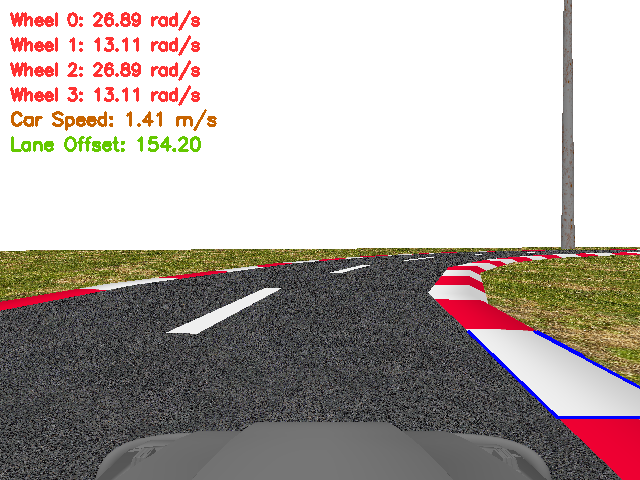 Wheel 0: 26.89 rad/s
Wheel 1: 13.11 rad/s
Wheel 2: 26.89 rad/s
Wheel 3: 13.11 rad/s
Car Speed: 1.41 m/s
Lane Offset: 154.20